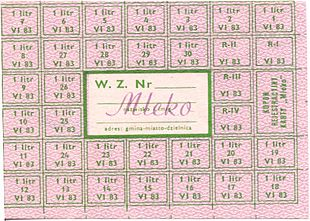 1 litr 1 litr 1 litr 1 litr 1 litr 1 litr 1 litr
7 6 5 4 3 2 1
VI 83 VI 83 VI 83 VI 83 VI 83 VI 83 VI 83
1 litr 1 litr 1 litr 1 litr 1 litr R-II R-I
8 27 28 29 30
VI 83 VI 83 VI 83 VI 83 VI 83
1 litr 1 litr
9 26
VI 83 VI 83
W. Z. Nr
Mleko
adres: gmina-miasto-dzielnica
R-III
R-IV
KUPON
REJESTRACYJNY
KARTA „Mleko"
1 litr 1 litr
10 25
VI 83 VI 83
1 litr 1 litr 1 litr 1 litr 1 litr 1 litr 1 litr
11 24 23 22 21 20 19
VI 83 VI 83 VI 83 VI 83 VI 83 VI 83 VI 83
1 litr 1 litr 1 litr 1 litr 1 litr 1 litr 1 litr
12 13 14 15 16 17 18
VI 83 VI 83 VI 83 VI 83 VI 83 VI 83 VI 83